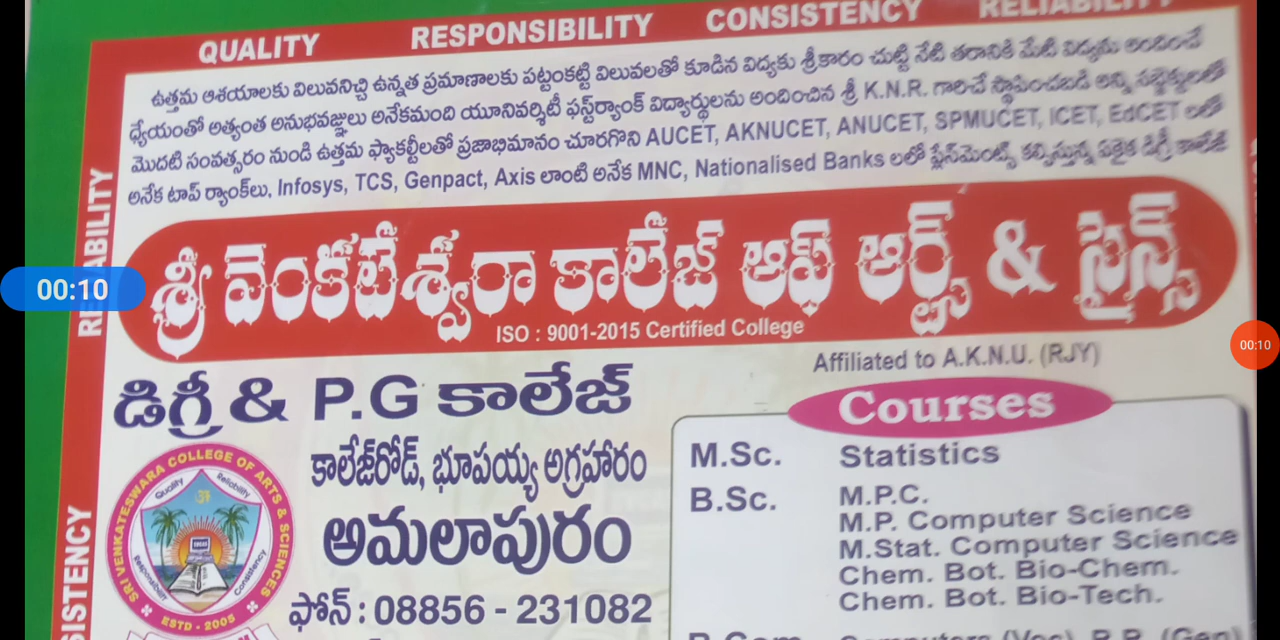 QUALITY RESPONSIBILITY CONSISTENCY RELIABILITY
ఉత్తమ ఆశయాలకు విలువనిచ్చి ఉన్నత ప్రమాణాలకు పట్టంకట్టి విలువలతో కూడిన విద్యకు శ్రీకారం చుట్టి నేటి తరానికి మేటి విద్యను అందించే
ధ్యేయంతో అత్యంత అనుభవజ్ఞులు అనేకమంది యూనివర్శిటీ ఫస్ట్‌ర్యాంక్ విద్యార్థులను అందించిన శ్రీ K.N.R. గారిచే స్థాపించబడి అన్ని సబ్జెక్టులలో
మొదటి సంవత్సరం నుండి ఉత్తమ ఫ్యాకల్టీలతో ప్రజాభిమానం చూరగొని AUCET, AKNUCET, ANUCET, SPMUCET, ICET, EdCET లలో
అనేక టాప్ ర్యాంక్‌లు, Infosys, TCS, Genpact, Axis లాంటి అనేక MNC, Nationalised Banks లలో ప్లేస్‌మెంట్స్ కల్పిస్తున్న ఏకైక డిగ్రీ కాలేజ్
RELIABILITY
00:10
శ్రీ వెంకటేశ్వరా కాలేజ్ ఆఫ్ ఆర్ట్స్ & సైన్స్
ISO : 9001-2015 Certified College
00:10
Affiliated to A.K.N.U. (RJY)
డిగ్రీ & P.G కాలేజ్
కాలేజ్‌రోడ్, భూపయ్య అగ్రహారం
అమలాపురం
ఫోన్ : 08856 - 231082
SRI VENKATESWARA COLLEGE OF ARTS & SCIENCES
Quality Reliability
Responsibility Consistency
ESTD - 2005
Courses
M.Sc. Statistics
B.Sc. M.P.C.
M.P. Computer Science
M.Stat. Computer Science
Chem. Bot. Bio-Chem.
Chem. Bot. Bio-Tech.